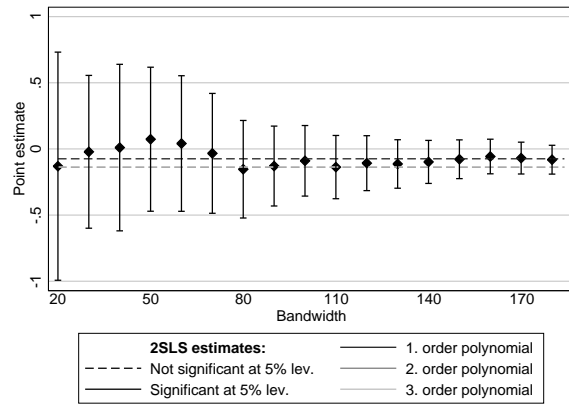 1
.5
0
-.5
-1
Point estimate
20 50 80 110 140 170
Bandwidth
2SLS estimates:
Not significant at 5% lev.
Significant at 5% lev.
1. order polynomial
2. order polynomial
3. order polynomial